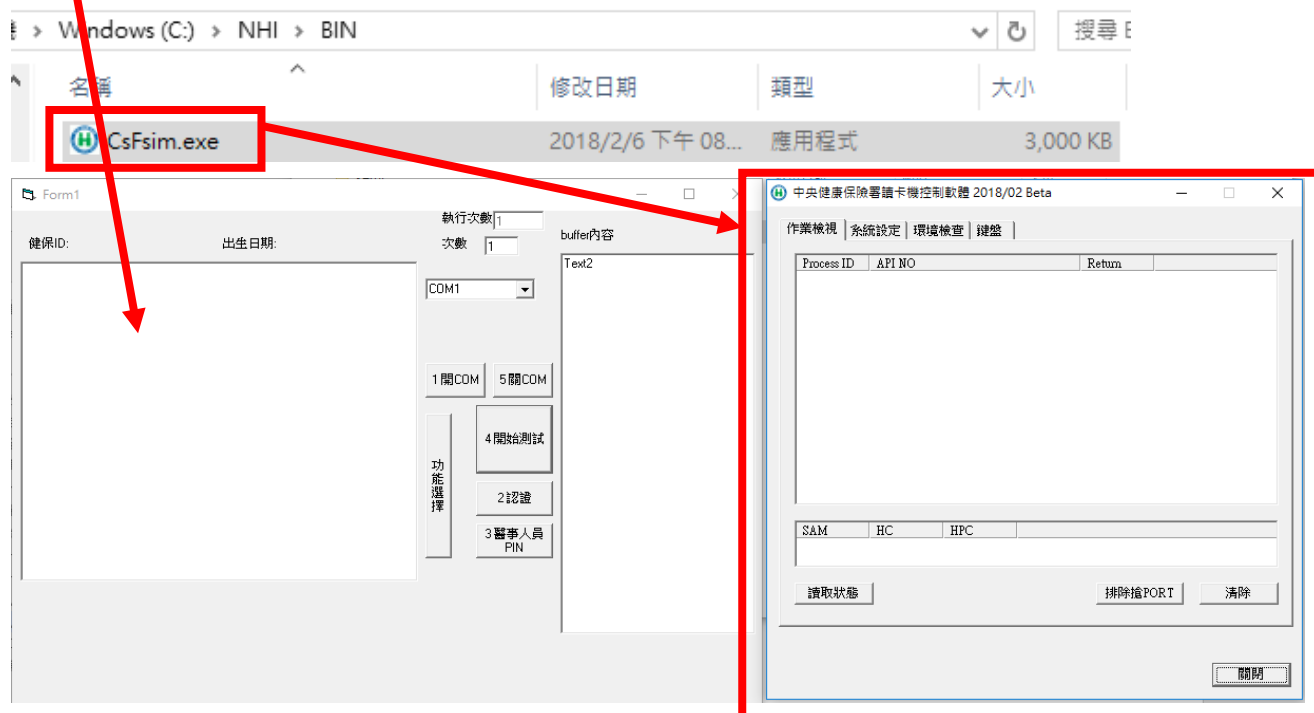 Windows (C:) > NHI > BIN
搜尋
名稱 修改日期 類型 大小
CsFsim.exe 2018/2/6 下午 08... 應用程式 3,000 KB
Form1
執行次數 1
健保ID: 出生日期: 次數 1 buffer內容
Text2
COM1
1開COM 5關COM
4開始測試
功能選擇
2認證
3醫事人員
PIN
中央健康保險署讀卡機控制軟體 2018/02 Beta
作業檢視 系統設定 環境檢查 鍵盤
Process ID API NO Return
SAM HC HPC
讀取狀態 排除搶PORT 清除
關閉